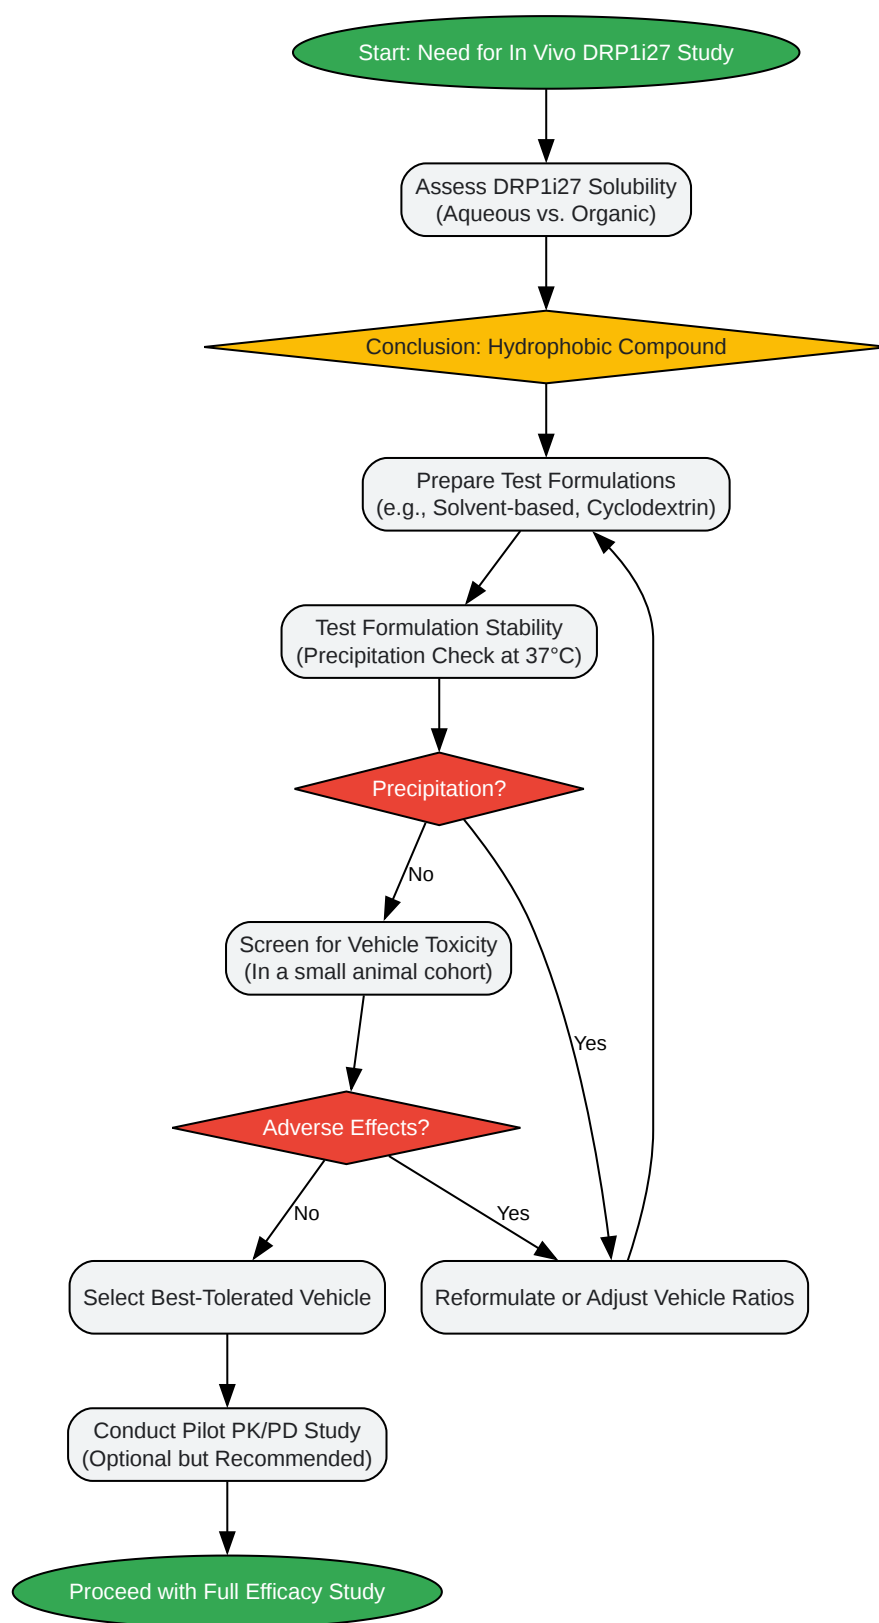 Start: Need for In Vivo DRP1i27 Study
Assess DRP1i27 Solubility
(Aqueous vs. Organic)
Conclusion: Hydrophobic Compound
Prepare Test Formulations
(e.g., Solvent-based, Cyclodextrin)
Test Formulation Stability
(Precipitation Check at 37°C)
Precipitation?
No
Screen for Vehicle Toxicity
(In a small animal cohort)
Yes
Adverse Effects?
No
Yes
Select Best-Tolerated Vehicle
Reformulate or Adjust Vehicle Ratios
Conduct Pilot PK/PD Study
(Optional but Recommended)
Proceed with Full Efficacy Study